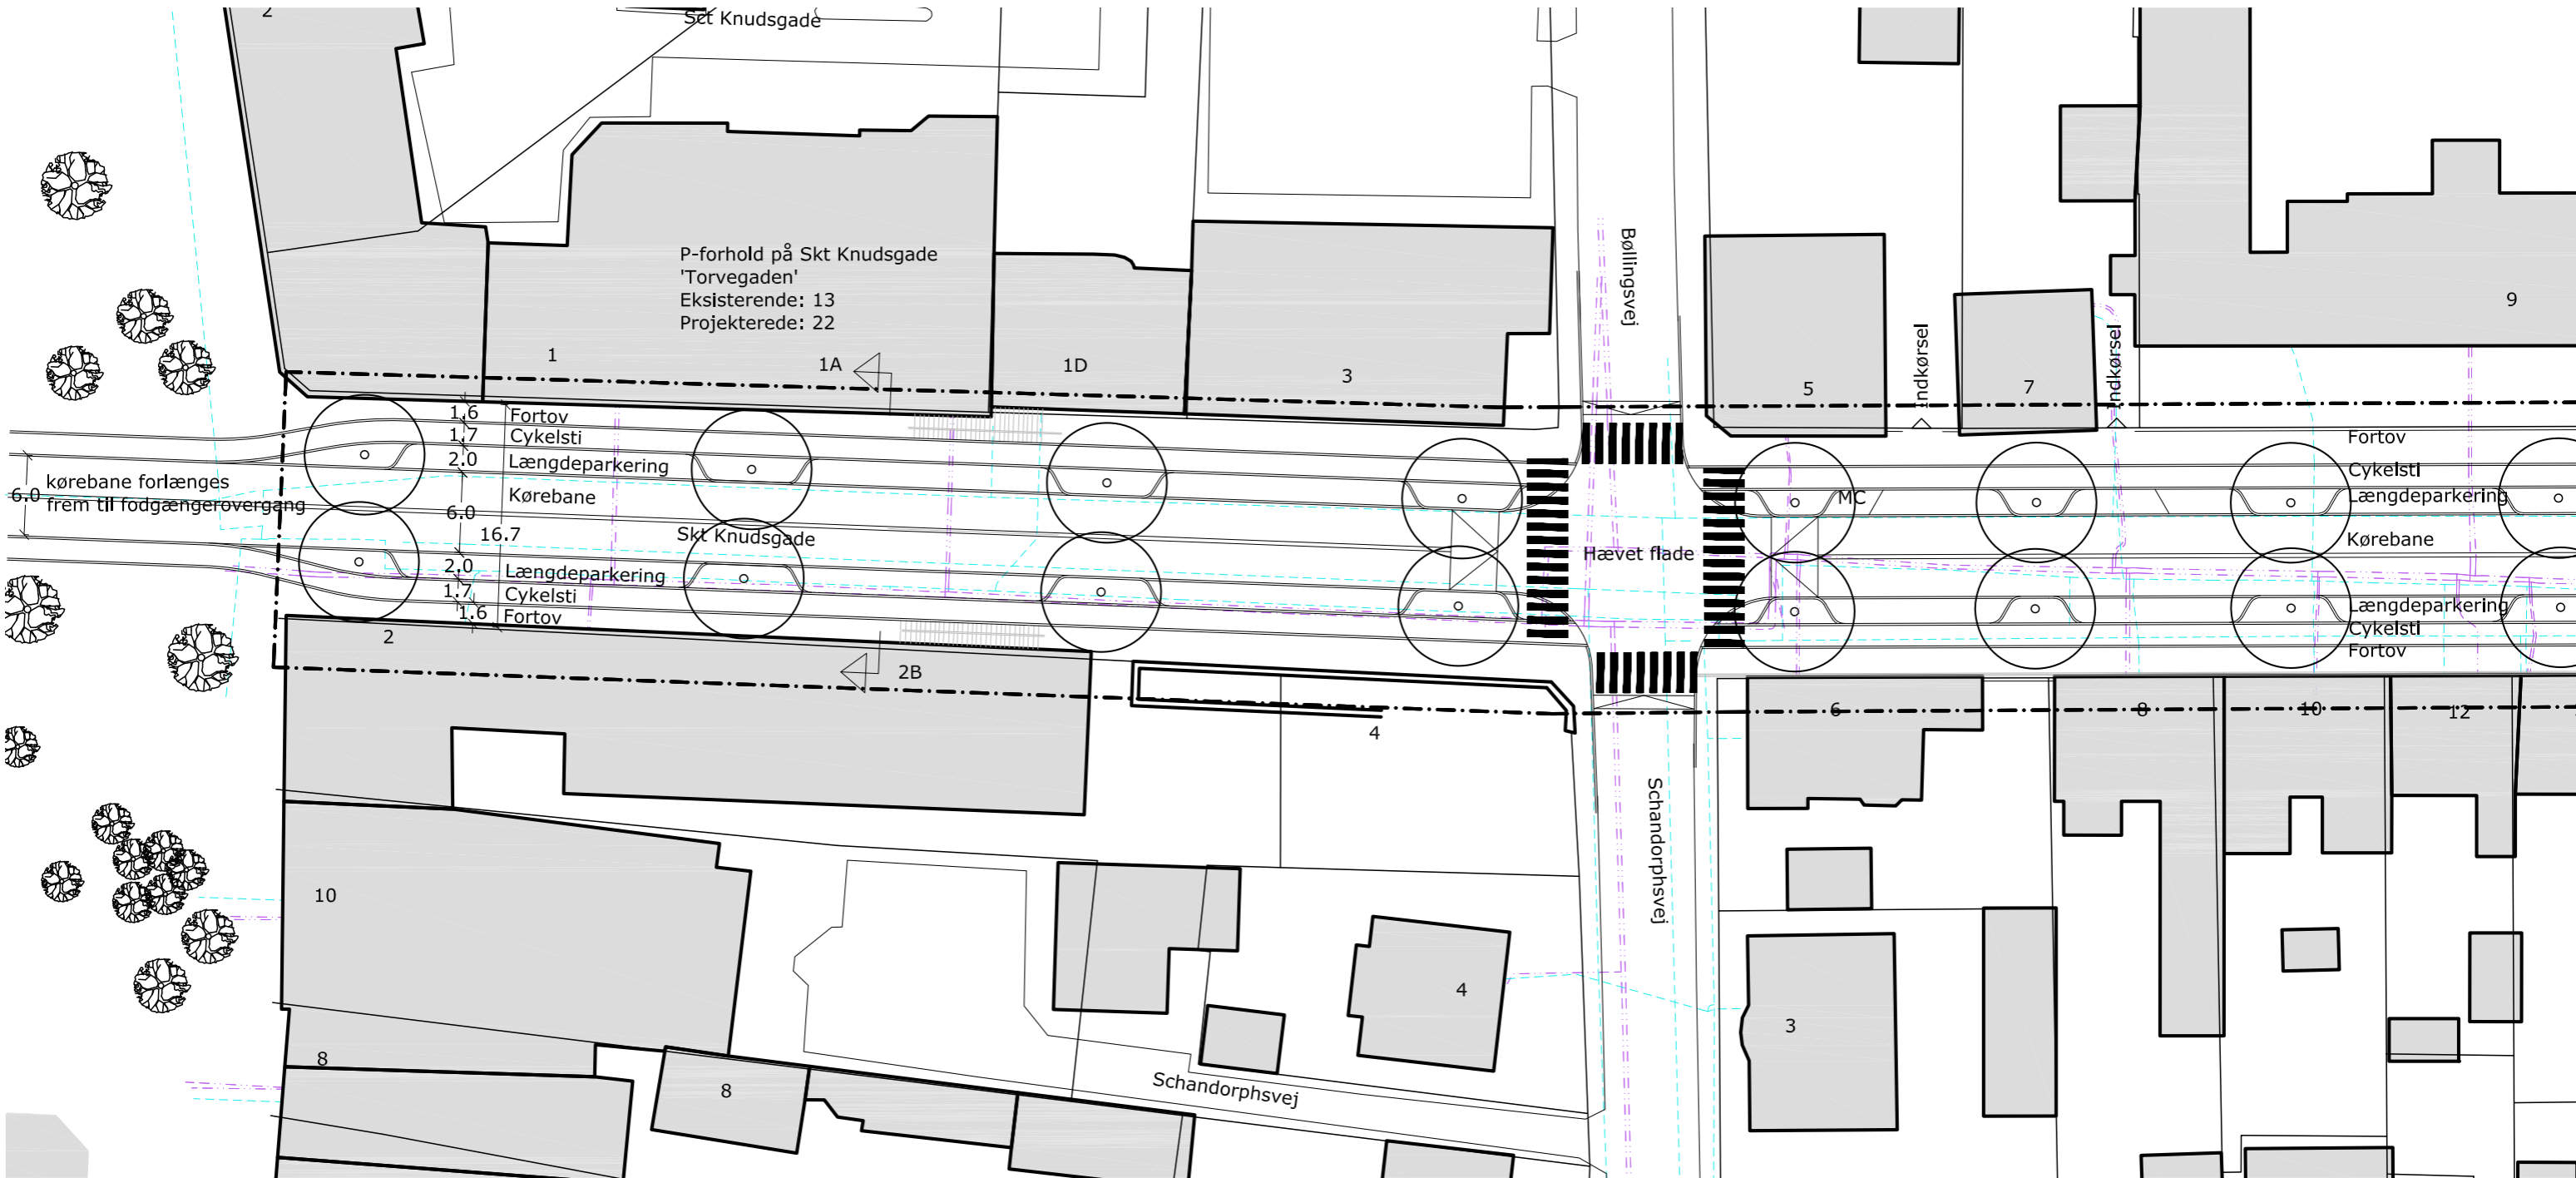 2
Sct Knudsgade
P-forhold på Skt Knudsgade
'Torvegaden'
Eksisterende: 13
Projekterede: 22
1
1A
1D
3
Bøllingsvej
5
Indkørsel
7
Indkørsel
9
1.6 Fortov
1.7 Cykelsti
2.0 Længdeparkering
Kørebane
6.0
16.7
Skt Knudsgade
2.0 Længdeparkering
1.7 Cykelsti
1.6 Fortov
6.0
kørebane forlænges
frem til fodgængerovergang
Hævet flade
MC
Fortov
Cykelsti
Længdeparkering
Kørebane
Længdeparkering
Cykelsti
Fortov
2
2B
4
6
8
10
12
Schandorphsvej
10
4
3
8
8
Schandorphsvej